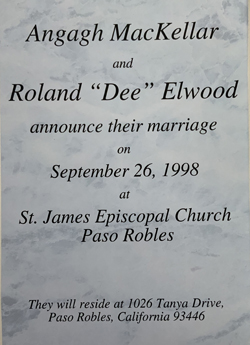 Angagh MacKellar
and
Roland “Dee” Elwood
announce their marriage
on
September 26, 1998
at
St. James Episcopal Church
Paso Robles
They will reside at 1026 Tanya Drive,
Paso Robles, California 93446